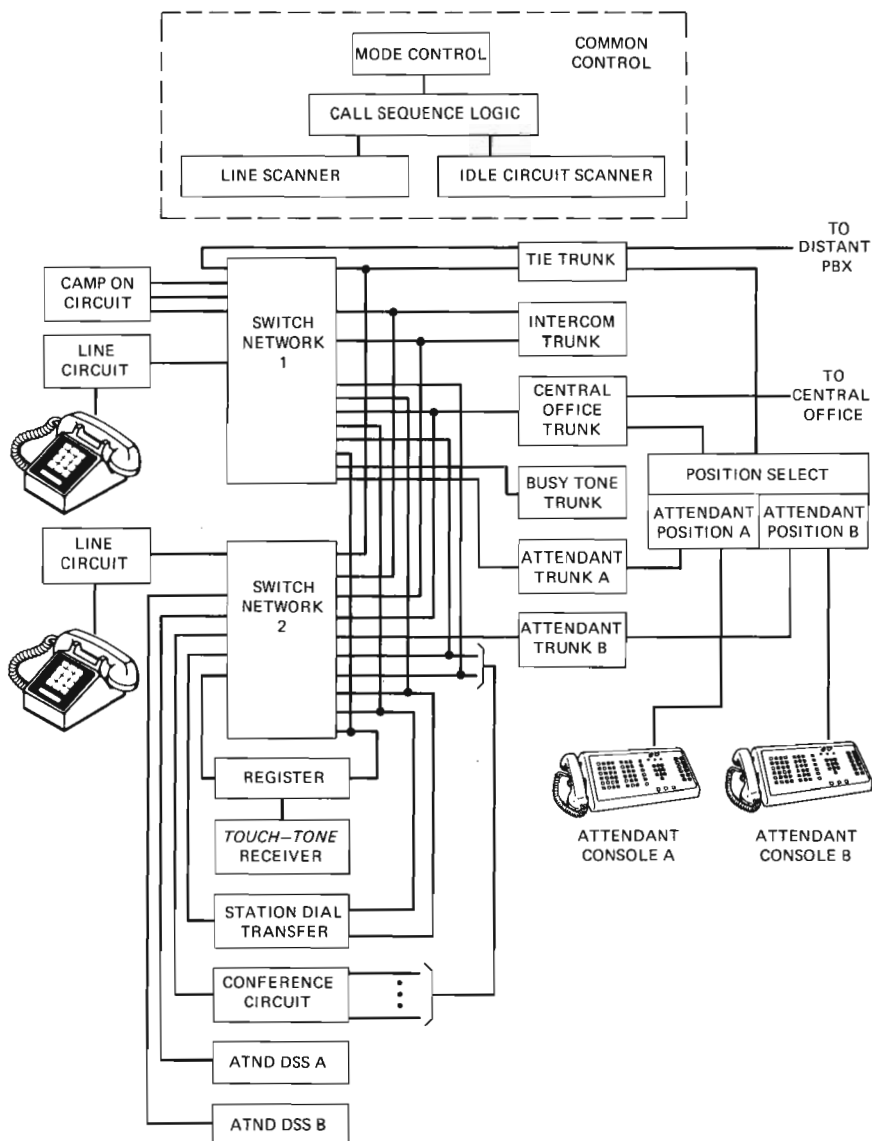 COMMON
CONTROL
MODE CONTROL
CALL SEQUENCE LOGIC
LINE SCANNER
IDLE CIRCUIT SCANNER
TO
DISTANT
PBX
TIE TRUNK
CAMP ON
CIRCUIT
SWITCH
NETWORK
1
INTERCOM
TRUNK
LINE
CIRCUIT
CENTRAL
OFFICE
TRUNK
TO
CENTRAL
OFFICE
POSITION SELECT
BUSY TONE
TRUNK
ATTENDANT
POSITION A
ATTENDANT
POSITION B
LINE
CIRCUIT
ATTENDANT
TRUNK A
SWITCH
NETWORK
2
ATTENDANT
TRUNK B
REGISTER
TOUCH–TONE
RECEIVER
ATTENDANT
CONSOLE A
ATTENDANT
CONSOLE B
STATION DIAL
TRANSFER
CONFERENCE
CIRCUIT
ATND DSS A
ATND DSS B